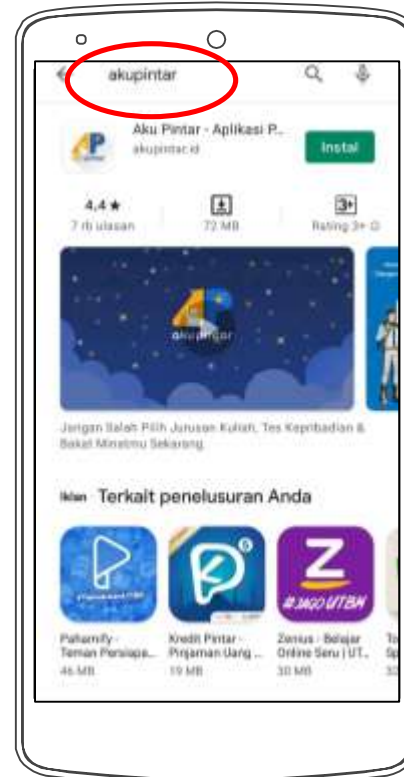 akupintar
Aku Pintar - Aplikasi P...
akupintar.id
Instal
4,4★
7 rb ulasan
72 MB
3+
Rating 3+
AP
akupintar
Jangan Salah Pilih Jurusan Kuliah, Tes Kepribadian &
Bakat Minatmu Sekarang
Iklan · Terkait penelusuran Anda
Z
#JAGOUTBK
Pahamify -
Teman Persiapa...
46 MB
Kredit Pintar -
Pinjaman Uang ...
19 MB
Zenius - Belajar
Online Seru | UT...
30 MB